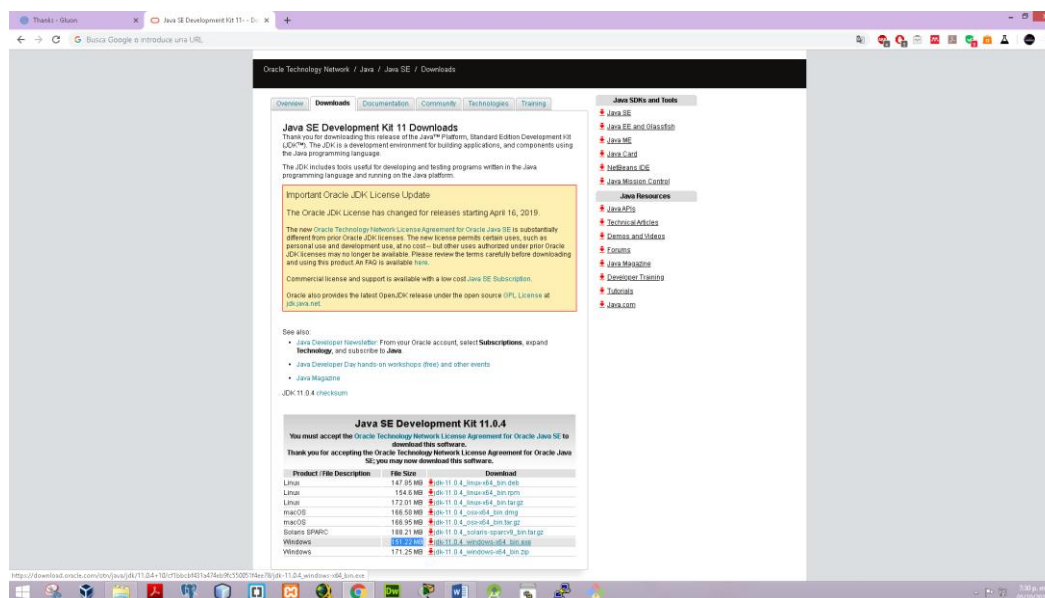 Thanks - Gluon
Java SE Development Kit 11- - Do
Busca Google o introduce una URL
Oracle Technology Network / Java / Java SE / Downloads
Overview Downloads Documentation Community Technologies Training
Java SE Development Kit 11 Downloads
Thank you for downloading this release of the Java™ Platform, Standard Edition Development Kit
(JDK™). The JDK is a development environment for building applications, and components using
the Java programming language.
The JDK includes tools useful for developing and testing programs written in the Java
programming language and running on the Java platform.
Important Oracle JDK License Update
The Oracle JDK License has changed for releases starting April 16, 2019.
The new Oracle Technology Network License Agreement for Oracle Java SE is substantially
different from prior Oracle JDK licenses. The new license permits certain uses, such as
personal use and development use, at no cost -- but other uses authorized under prior Oracle
JDK licenses may no longer be available. Please review the terms carefully before downloading
and using this product. An FAQ is available here.
Commercial license and support is available with a low cost Java SE Subscription.
Oracle also provides the latest OpenJDK release under the open source GPL License at
jdk.java.net.
See also:
Java Developer Newsletter: From your Oracle account, select Subscriptions, expand
Technology, and subscribe to Java.
Java Developer Day hands-on workshops (free) and other events
Java Magazine
JDK 11.0.4 checksum
Java SE Development Kit 11.0.4
You must accept the Oracle Technology Network License Agreement for Oracle Java SE to
download this software.
Thank you for accepting the Oracle Technology Network License Agreement for Oracle Java
SE; you may now download this software.
Product / File Description File Size Download
Linux 147.05 MB jdk-11.0.4_linux-x64_bin.deb
Linux 154.6 MB jdk-11.0.4_linux-x64_bin.rpm
Linux 172.01 MB jdk-11.0.4_linux-x64_bin.tar.gz
macOS 166.58 MB jdk-11.0.4_osx-x64_bin.dmg
macOS 166.95 MB jdk-11.0.4_osx-x64_bin.tar.gz
Solaris SPARC 188.21 MB jdk-11.0.4_solaris-sparcv9_bin.tar.gz
Windows 151.22 MB jdk-11.0.4_windows-x64_bin.exe
Windows 171.25 MB jdk-11.0.4_windows-x64_bin.zip
Java SDKs and Tools
Java SE
Java EE and Glassfish
Java ME
Java Card
NetBeans IDE
Java Mission Control
Java Resources
Java APIs
Technical Articles
Demos and Videos
Forums
Java Magazine
Developer Training
Tutorials
Java.com
7:30 p. m.